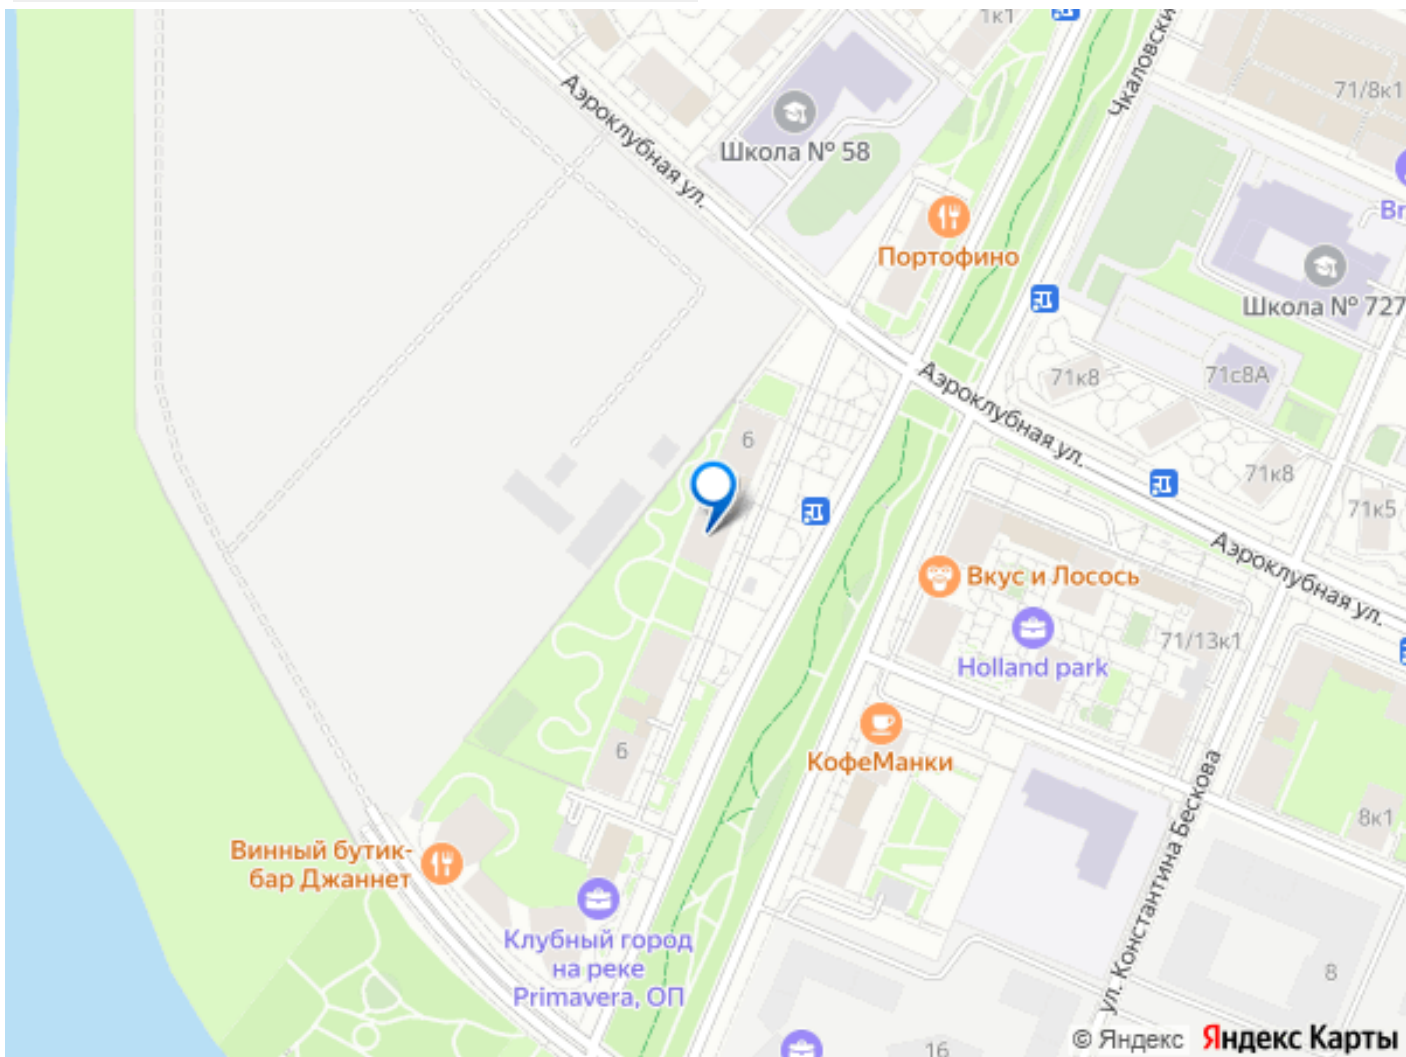 1к1
Чкаловски
71/8к1
Аэроклубная ул.
Школа № 58
Br
Портофино
Школа № 727
71к8
71с8А
Аэроклубная ул.
6
71к8
71к5
Аэроклубная ул.
Вкус и Лосось
71/13к1
Holland park
6
КофеМанки
ул. Константина Бескова
8к1
Винный бутик-
бар Джаннет
Клубный город
на реке
Primavera, ОП
8
16
© Яндекс Яндекс Карты